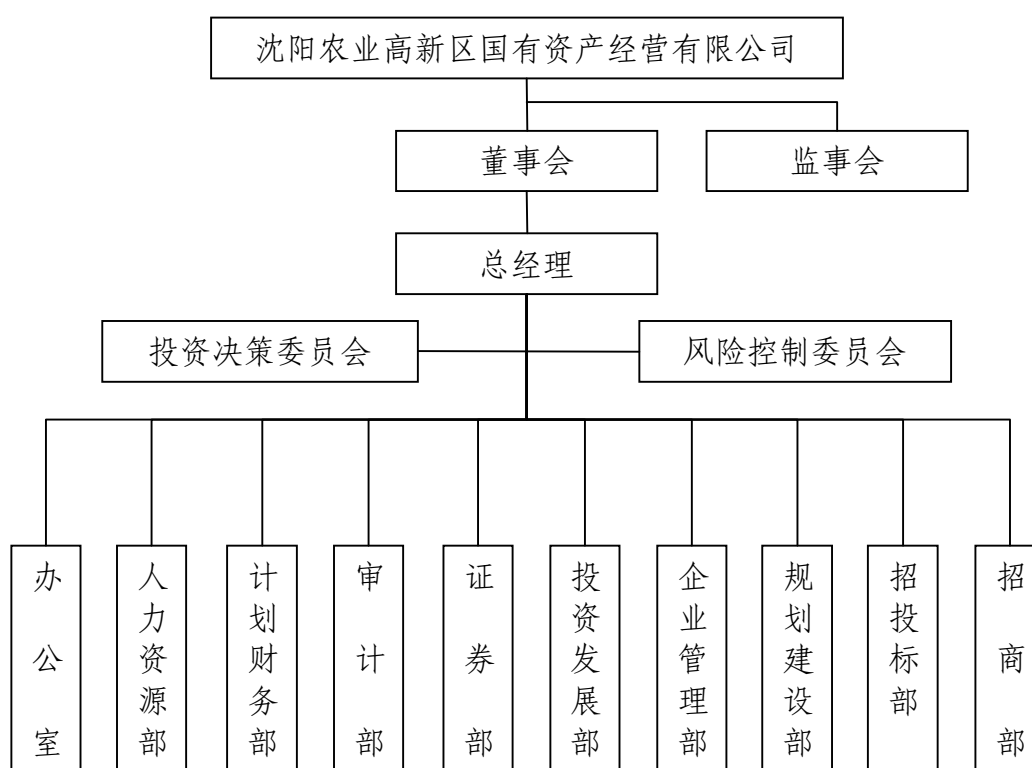 沈阳农业高新区国有资产经营有限公司
董事会
监事会
总经理
投资决策委员会
风险控制委员会
办公室
人力资源部
计划财务部
审计部
证券部
投资发展部
企业管理部
规划建设部
招投标部
招商部